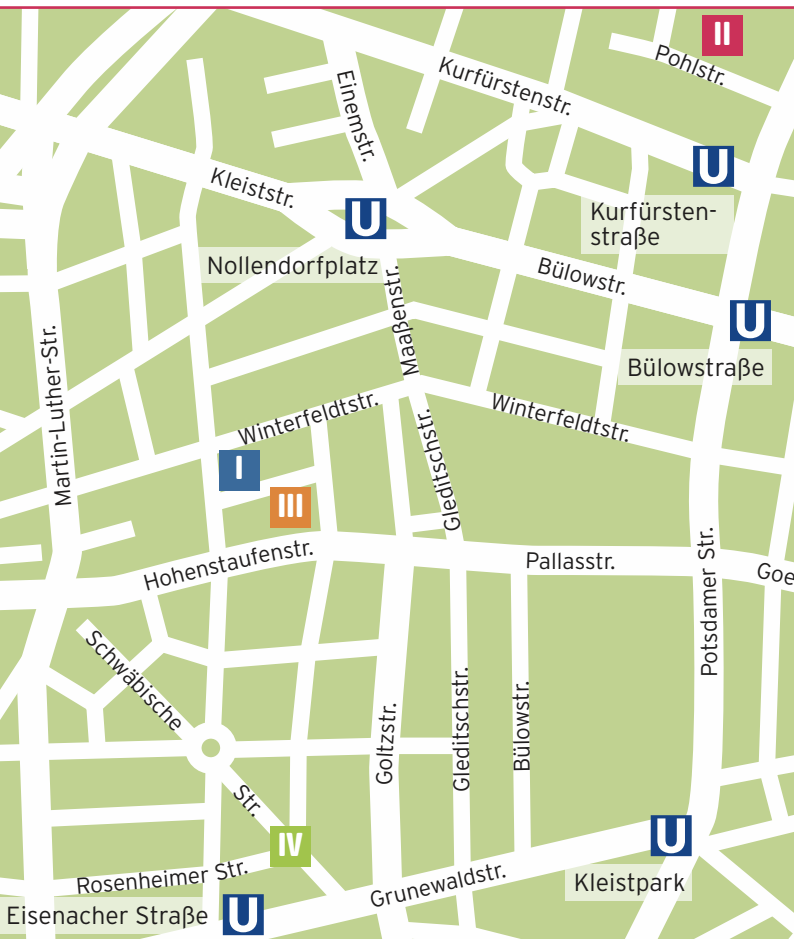 II
Pohlstr.
Kurfürstenstr.
Einemstr.
U
Kurfürsten-
straße
Kleiststr.
U
Nollendorfplatz
Bülowstr.
Maaßenstr.
U
Bülowstraße
Martin-Luther-Str.
Winterfeldtstr.
Winterfeldtstr.
Gleditschstr.
I
III
Hohenstaufenstr.
Pallasstr.
Goe
Potsdamer Str.
Schwäbische
Str.
Goltzstr.
Gleditschstr.
Bülowstr.
IV
U
Kleistpark
Rosenheimer Str.
Grunewaldstr.
Eisenacher Straße
U